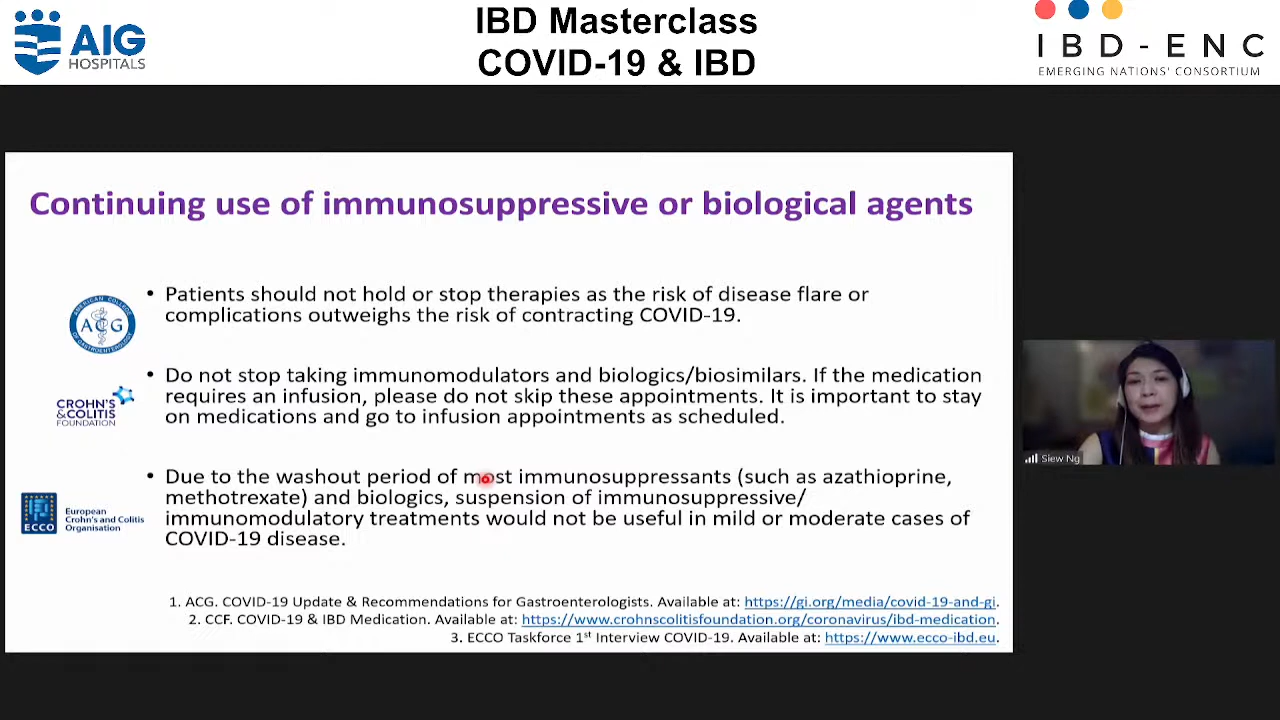 AIG
HOSPITALS
IBD Masterclass
COVID-19 & IBD
IBD-ENC
EMERGING NATIONS' CONSORTIUM
Continuing use of immunosuppressive or biological agents
AMERICAN COLLEGE
OF GASTROENTEROLOGY
ACG
• Patients should not hold or stop therapies as the risk of disease flare or
complications outweighs the risk of contracting COVID-19.
CROHN'S
&COLITIS
FOUNDATION
• Do not stop taking immunomodulators and biologics/biosimilars. If the medication
requires an infusion, please do not skip these appointments. It is important to stay
on medications and go to infusion appointments as scheduled.
ECCO
European
Crohn's and Colitis
Organisation
• Due to the washout period of most immunosuppressants (such as azathioprine,
methotrexate) and biologics, suspension of immunosuppressive/
immunomodulatory treatments would not be useful in mild or moderate cases of
COVID-19 disease.
1. ACG. COVID-19 Update & Recommendations for Gastroenterologists. Available at: https://gi.org/media/covid-19-and-gi.
2. CCF. COVID-19 & IBD Medication. Available at: https://www.crohnscolitisfoundation.org/coronavirus/ibd-medication.
3. ECCO Taskforce 1st Interview COVID-19. Available at: https://www.ecco-ibd.eu.
Siew Ng